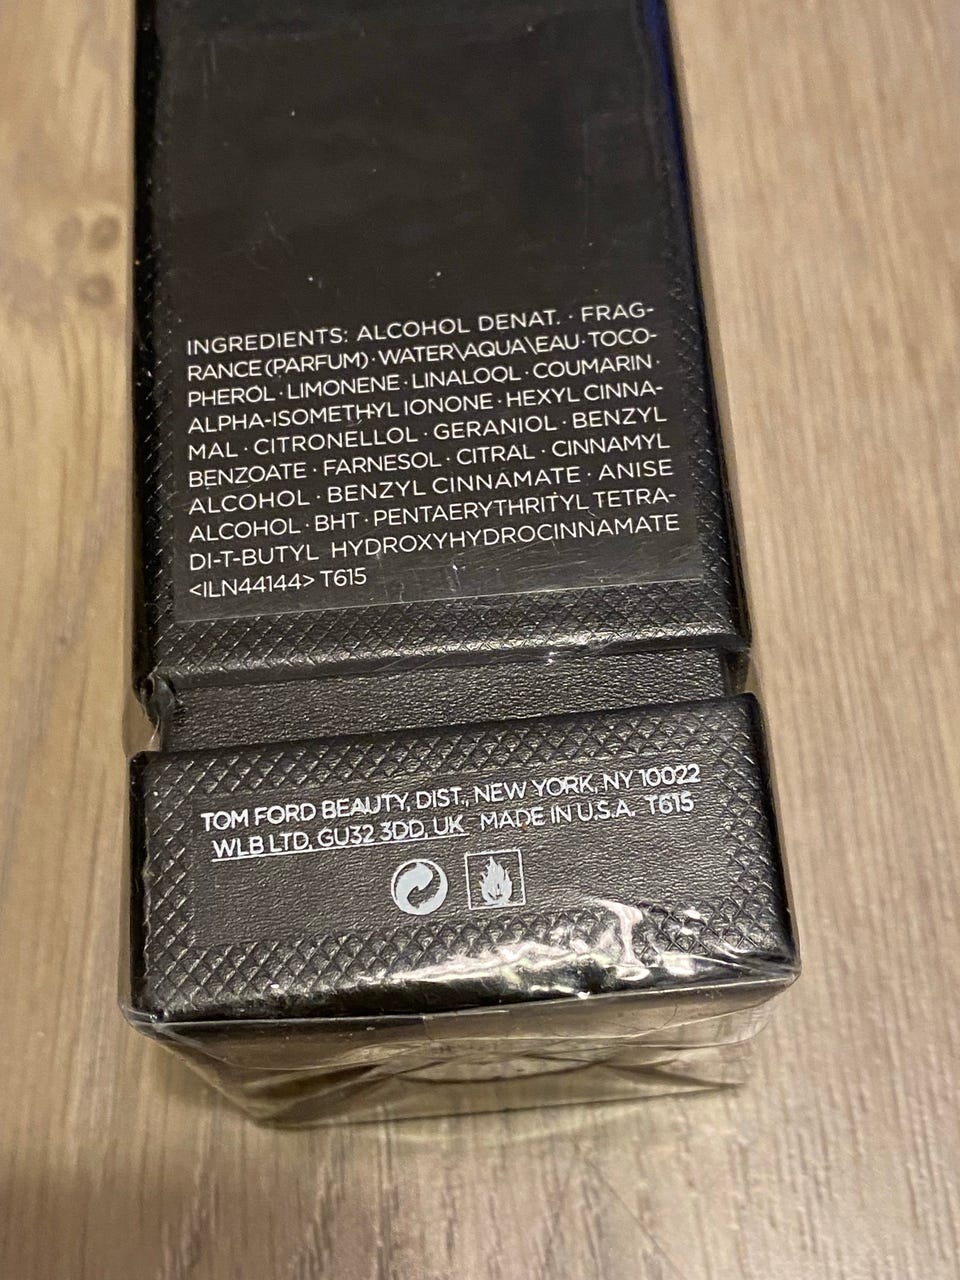 INGREDIENTS: ALCOHOL DENAT. · FRAG-
RANCE (PARFUM) · WATER\AQUA\EAU · TOCO-
PHEROL · LIMONENE · LINALOOL · COUMARIN ·
ALPHA-ISOMETHYL IONONE · HEXYL CINNA-
MAL · CITRONELLOL · GERANIOL · BENZYL
BENZOATE · FARNESOL · CITRAL · CINNAMYL
ALCOHOL · BENZYL CINNAMATE · ANISE
ALCOHOL · BHT · PENTAERYTHRITYL TETRA-
DI-T-BUTYL HYDROXYHYDROCINNAMATE
<ILN44144> T615
TOM FORD BEAUTY, DIST., NEW YORK, NY 10022
WLB LTD, GU32 3DD, UK MADE IN U.S.A. T615